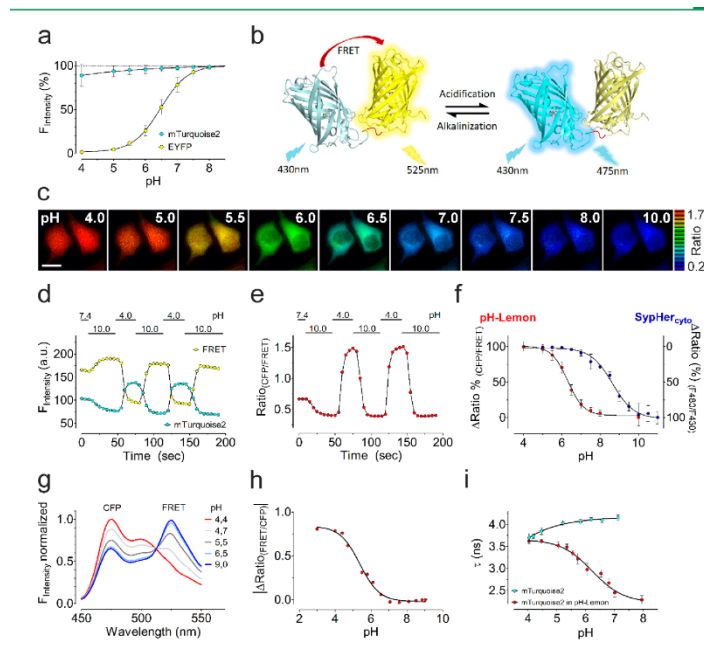 a
F Intensity (%)
100
50
0
mTurquoise2
EYFP
4 5 6 7 8
pH
b
FRET
Acidification
Alkalinization
430nm
525nm
430nm
475nm
c
pH 4.0 5.0 5.5 6.0 6.5 7.0 7.5 8.0 10.0
1.7
Ratio
0.2
d
7.4 4.0 4.0 pH
10.0 10.0 10.0
F Intensity (a.u.)
200
150
100
50
FRET
mTurquoise2
0 50 100 150 200
Time (sec)
e
7.4 4.0 4.0 pH
10.0 10.0 10.0
Ratio (CFP/FRET)
1.5
1.0
0.5
0 50 100 150 200
Time (sec)
f
pH-Lemon
SypHer cyto
ΔRatio % (CFP/FRET)
100
50
0
ΔRatio (%) (F480/F430)
0
50
100
4 6 8 10
pH
g
F Intensity normalized
1.0
0.5
0.0
CFP
FRET
pH
4,4
4,7
5,5
6,5
9,0
450 500 550
Wavelength (nm)
h
|ΔRatio (FRET/CFP)|
1.0
0.5
0.0
2 4 6 8 10
pH
i
τ (ns)
4.0
3.5
3.0
2.5
mTurquoise2
mTurquoise2 in pH-Lemon
4 5 6 7 8
pH